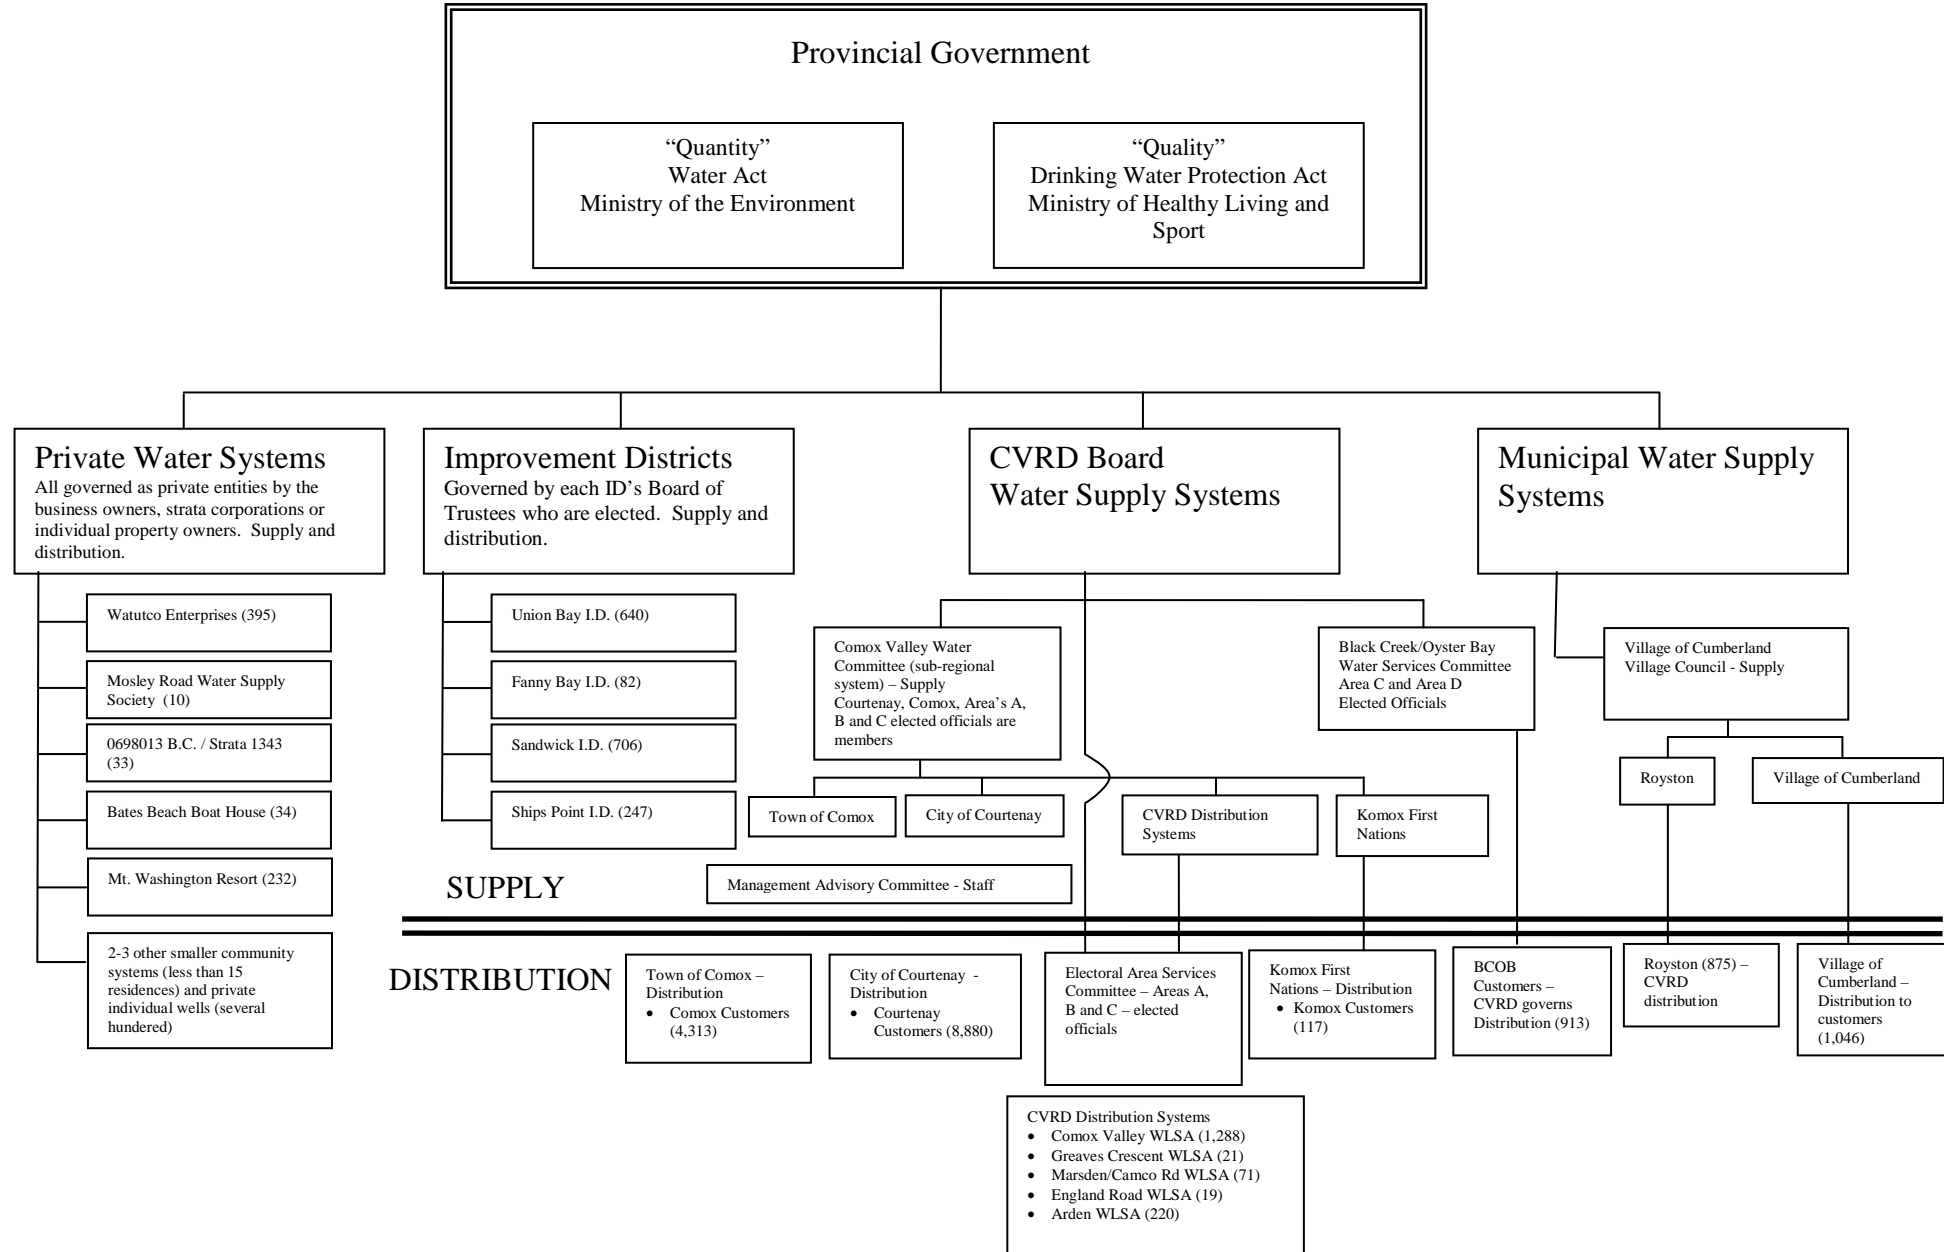 Provincial Government
“Quantity”
Water Act
Ministry of the Environment
“Quality”
Drinking Water Protection Act
Ministry of Healthy Living and
Sport
Private Water Systems
All governed as private entities by the
business owners, strata corporations or
individual property owners.  Supply and
distribution.
Improvement Districts
Governed by each ID’s Board of
Trustees who are elected.  Supply and
distribution.
CVRD Board
Water Supply Systems
Municipal Water Supply
Systems
Watutco Enterprises (395)
Mosley Road Water Supply
Society  (10)
0698013 B.C. / Strata 1343
(33)
Bates Beach Boat House (34)
Mt. Washington Resort (232)
2-3 other smaller community
systems (less than 15
residences) and private
individual wells (several
hundered)
Union Bay I.D. (640)
Fanny Bay I.D. (82)
Sandwick I.D. (706)
Ships Point I.D. (247)
Comox Valley Water
Committee (sub-regional
system) – Supply
Courtenay, Comox, Area’s A,
B and C elected officials are
members
Black Creek/Oyster Bay
Water Services Committee
Area C and Area D
Elected Officials
Village of Cumberland
Village Council - Supply
Town of Comox
City of Courtenay
CVRD Distribution
Systems
Komox First
Nations
Royston
Village of Cumberland
SUPPLY
Management Advisory Committee - Staff
DISTRIBUTION
Town of Comox –
Distribution
• Comox Customers
(4,313)
City of Courtenay -
Distribution
• Courtenay
Customers (8,880)
Electoral Area Services
Committee – Areas A,
B and C – elected
officials
Komox First
Nations – Distribution
• Komox Customers
(117)
BCOB
Customers –
CVRD governs
Distribution (913)
Royston (875) –
CVRD
distribution
Village of
Cumberland –
Distribution to
customers
(1,046)
CVRD Distribution Systems
• Comox Valley WLSA (1,288)
• Greaves Crescent WLSA (21)
• Marsden/Camco Rd WLSA (71)
• England Road WLSA (19)
• Arden WLSA (220)